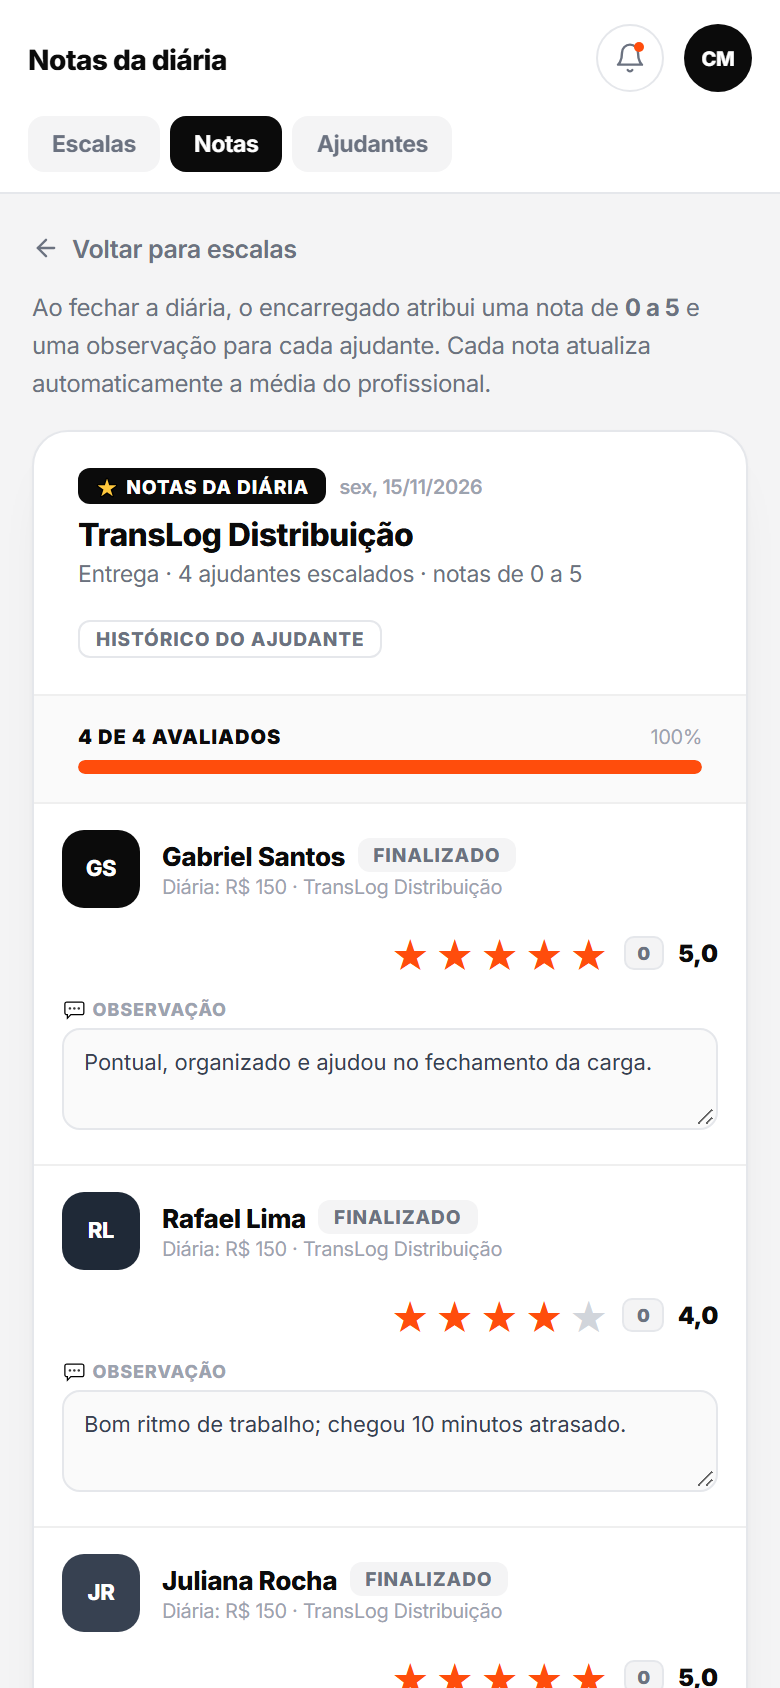 Notas da diária
CM
Escalas
Notas
Ajudantes
Voltar para escalas
Ao fechar a diária, o encarregado atribui uma nota de 0 a 5 e
uma observação para cada ajudante. Cada nota atualiza
automaticamente a média do profissional.
NOTAS DA DIÁRIA
sex, 15/11/2026
TransLog Distribuição
Entrega · 4 ajudantes escalados · notas de 0 a 5
HISTÓRICO DO AJUDANTE
4 DE 4 AVALIADOS
100%
GS
Gabriel Santos
FINALIZADO
Diária: R$ 150 · TransLog Distribuição
0
5,0
OBSERVAÇÃO
Pontual, organizado e ajudou no fechamento da carga.
RL
Rafael Lima
FINALIZADO
Diária: R$ 150 · TransLog Distribuição
0
4,0
OBSERVAÇÃO
Bom ritmo de trabalho; chegou 10 minutos atrasado.
JR
Juliana Rocha
FINALIZADO
Diária: R$ 150 · TransLog Distribuição
0
5,0